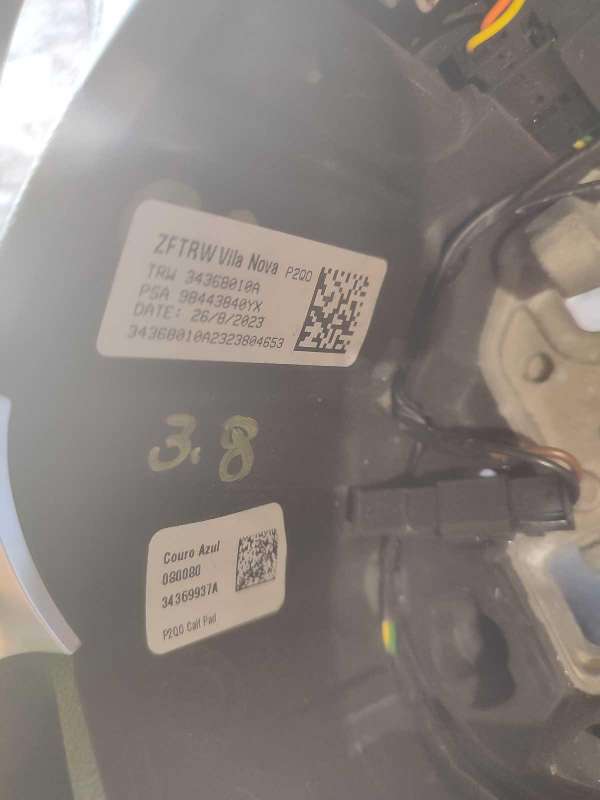 ZFTRW Vila Nova P2QO
TRW 34368010A
PSA 98443840YX
DATE: 26/8/2023
34368010A2323804653
3.8
Couro Azul
080080
34369937A
P2QO Calt Pad